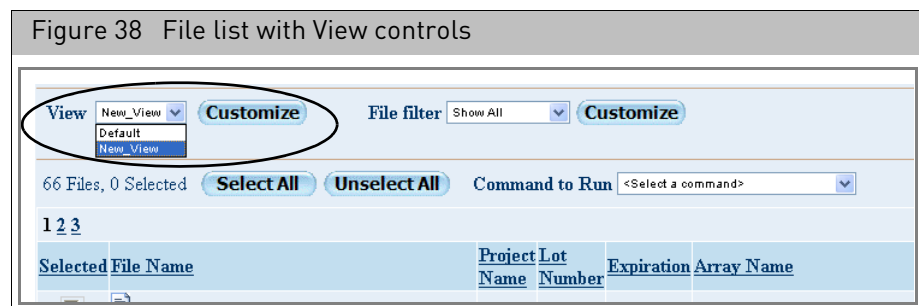 Figure 38 File list with View controls
View New_View Customize File filter Show All Customize
Default
New_View
66 Files, 0 Selected Select All Unselect All Command to Run <Select a command>
1 2 3
Selected File Name Project Name Lot Number Expiration Array Name